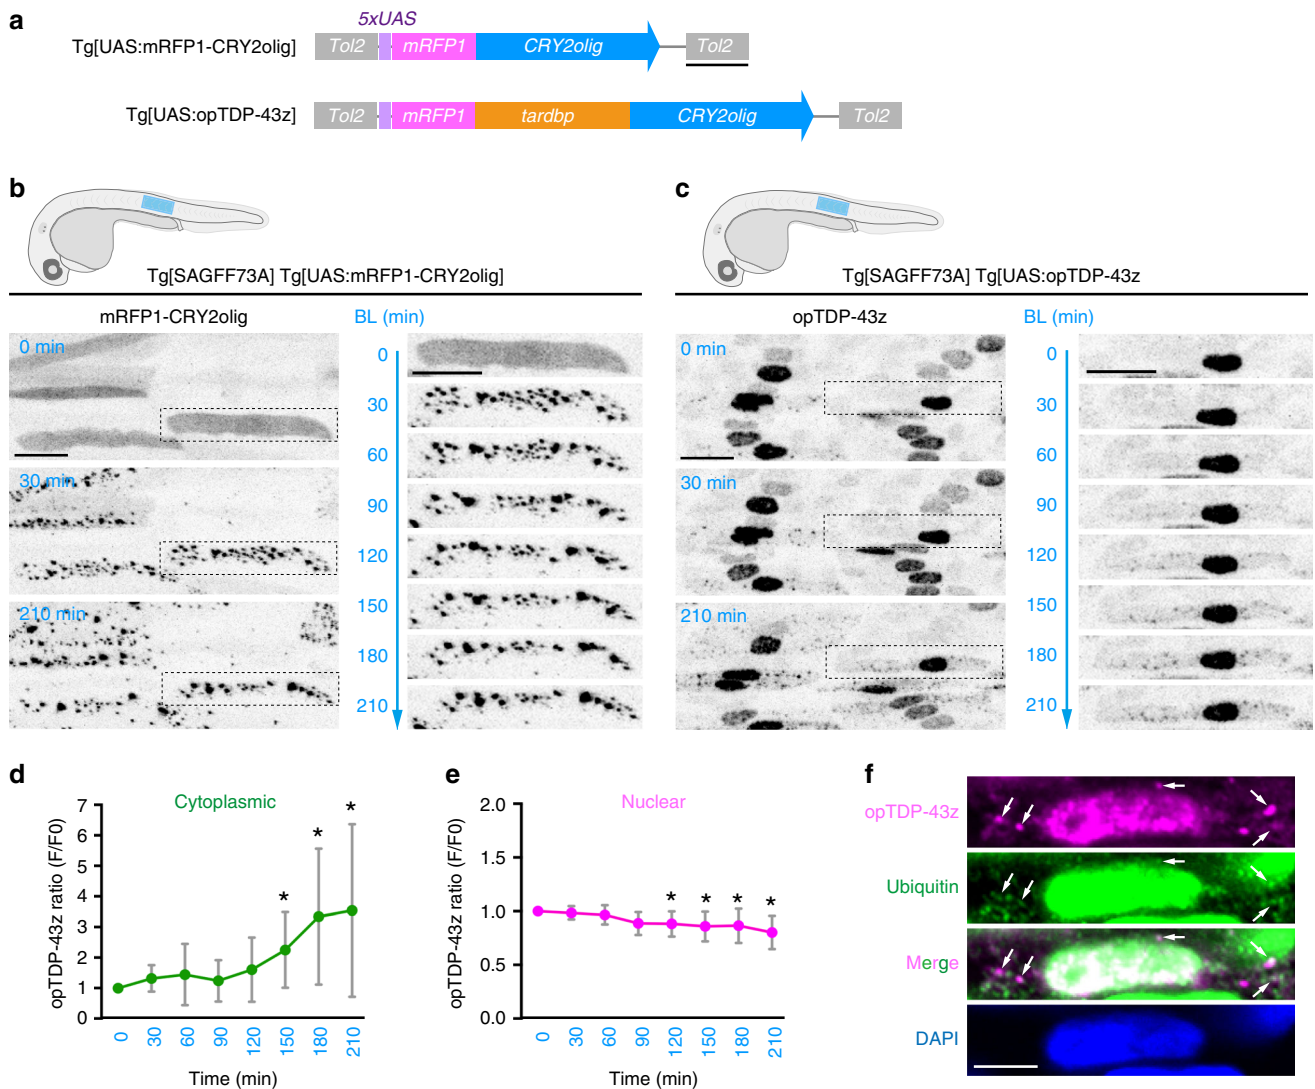 a
5xUAS
Tg[UAS:mRFP1-CRY2olig]
Tol2 mRFP1 CRY2olig Tol2
Tg[UAS:opTDP-43z]
Tol2 mRFP1 tardbp CRY2olig Tol2
b
Tg[SAGFF73A] Tg[UAS:mRFP1-CRY2olig]
mRFP1-CRY2olig
BL (min)
0 min
30 min
210 min
0
30
60
90
120
150
180
210
c
Tg[SAGFF73A] Tg[UAS:opTDP-43z
opTDP-43z
BL (min)
0 min
30 min
210 min
0
30
60
90
120
150
180
210
d
Cytoplasmic
opTDP-43z ratio (F/F0)
7
6
5
4
3
2
1
0
* * *
0 30 60 90 120 150 180 210
Time (min)
e
Nuclear
opTDP-43z ratio (F/F0)
2.0
1.5
1.0
0.5
0.0
* * * *
0 30 60 90 120 150 180 210
Time (min)
f
opTDP-43z
Ubiquitin
Merge
DAPI